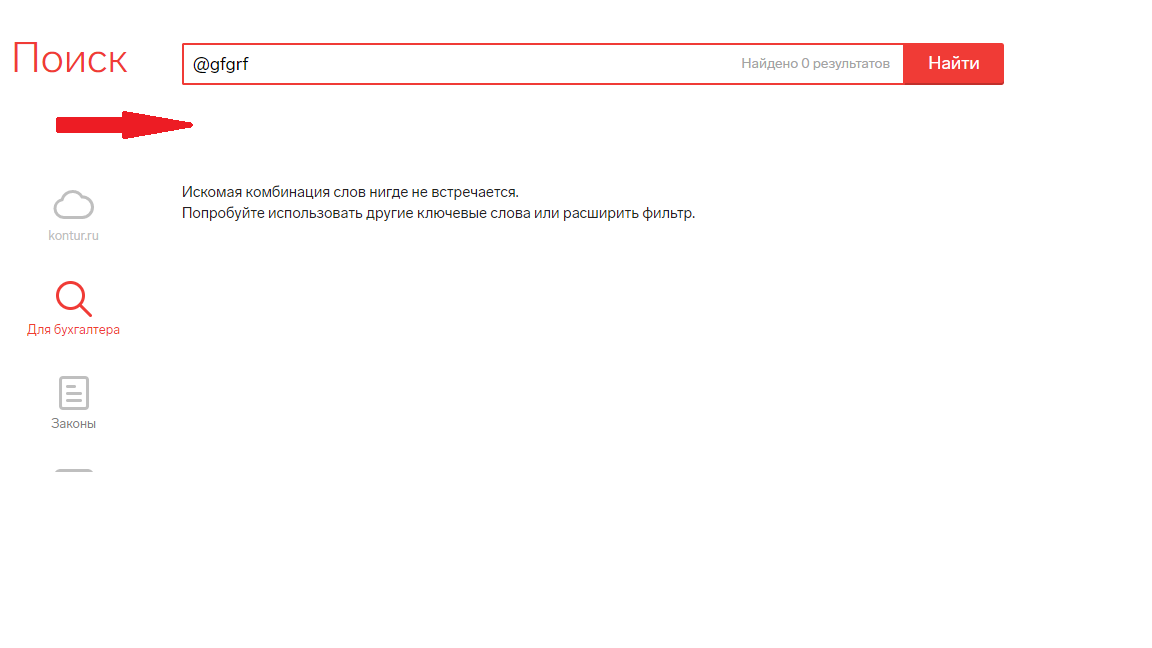 Поиск
@gfgrf
Найдено 0 результатов
Найти
Искомая комбинация слов нигде не встречается.
Попробуйте использовать другие ключевые слова или расширить фильтр.
kontur.ru
Для бухгалтера
Законы